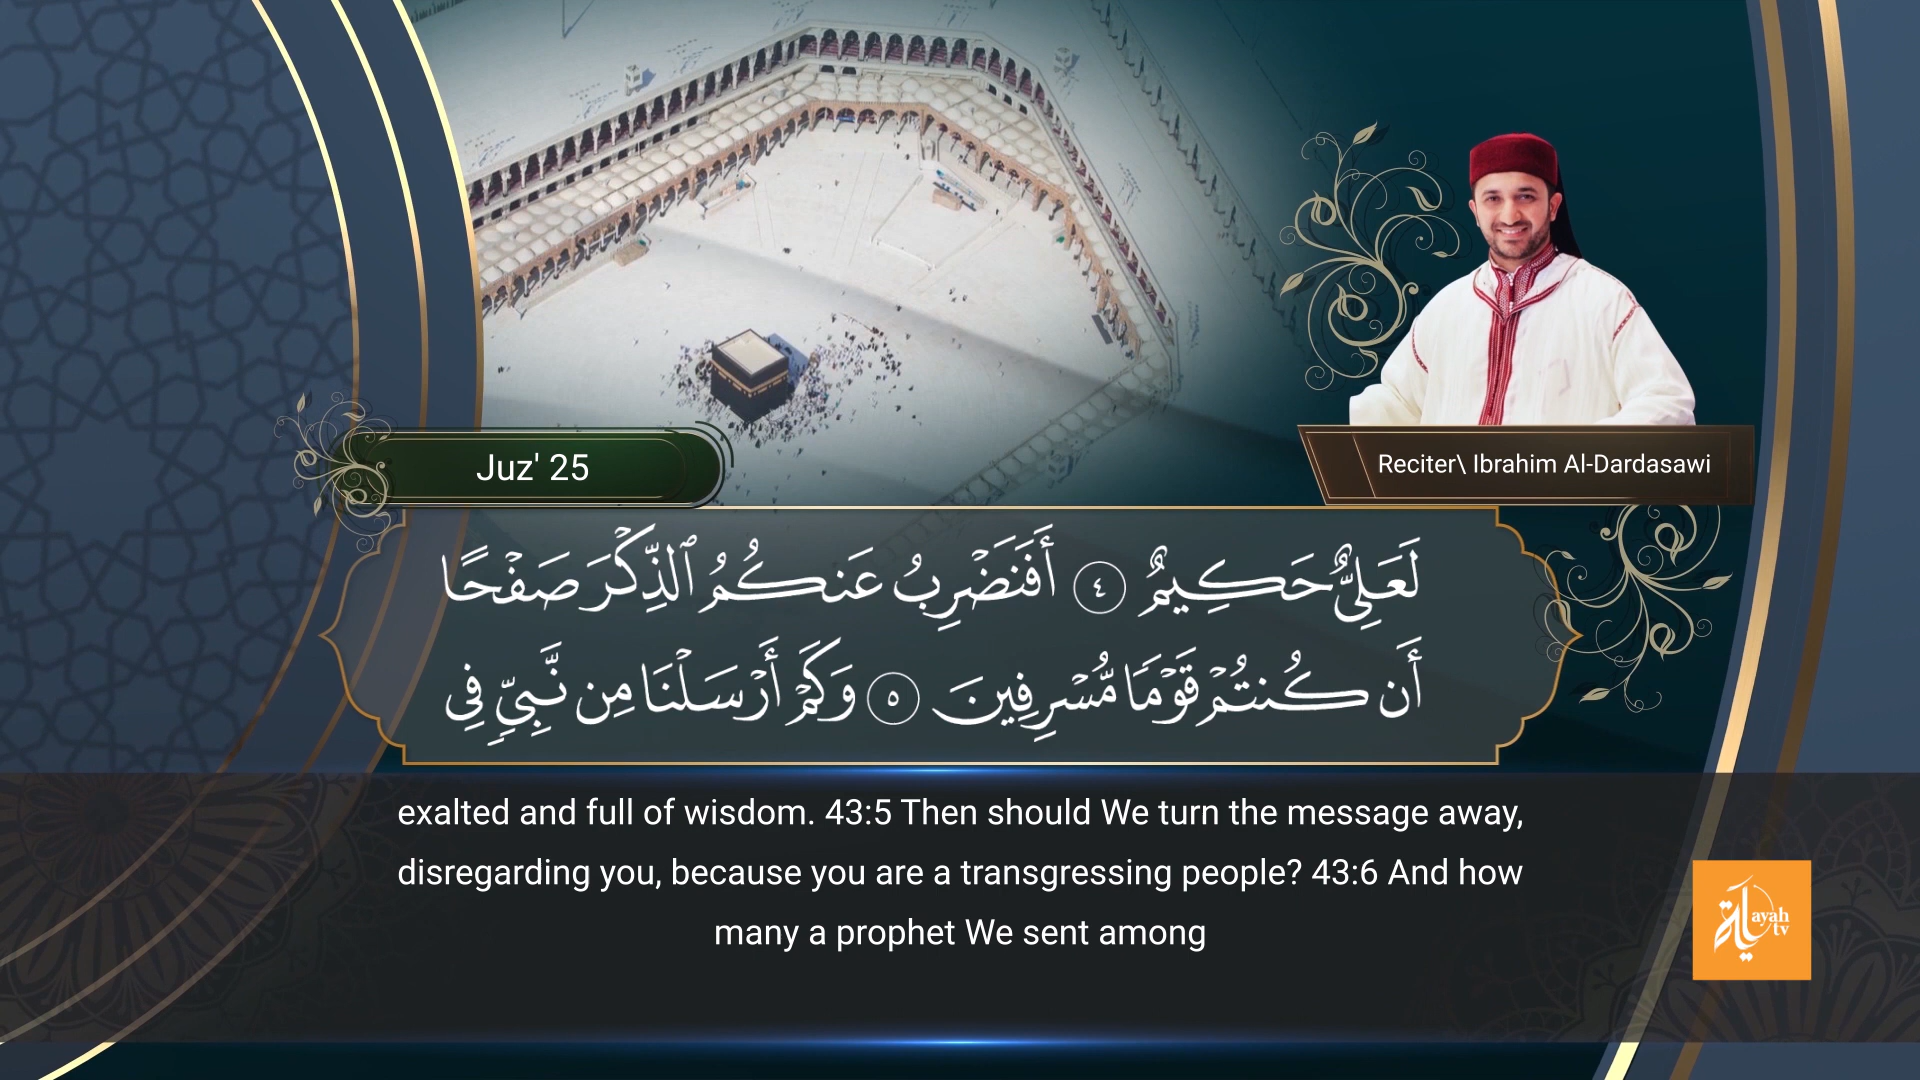 Juz' 25
Reciter\ Ibrahim Al-Dardasawi
لَعَلِىٌّ حَكِيمٌ ٤ أَفَنَضْرِبُ عَنكُمُ ٱلذِّكْرَ صَفْحًا
أَن كُنتُمْ قَوْمًا مُّسْرِفِينَ ٥ وَكَمْ أَرْسَلْنَا مِن نَّبِىٍّ فِى
exalted and full of wisdom. 43:5 Then should We turn the message away,
disregarding you, because you are a transgressing people? 43:6 And how
many a prophet We sent among
آية
ayah
tv